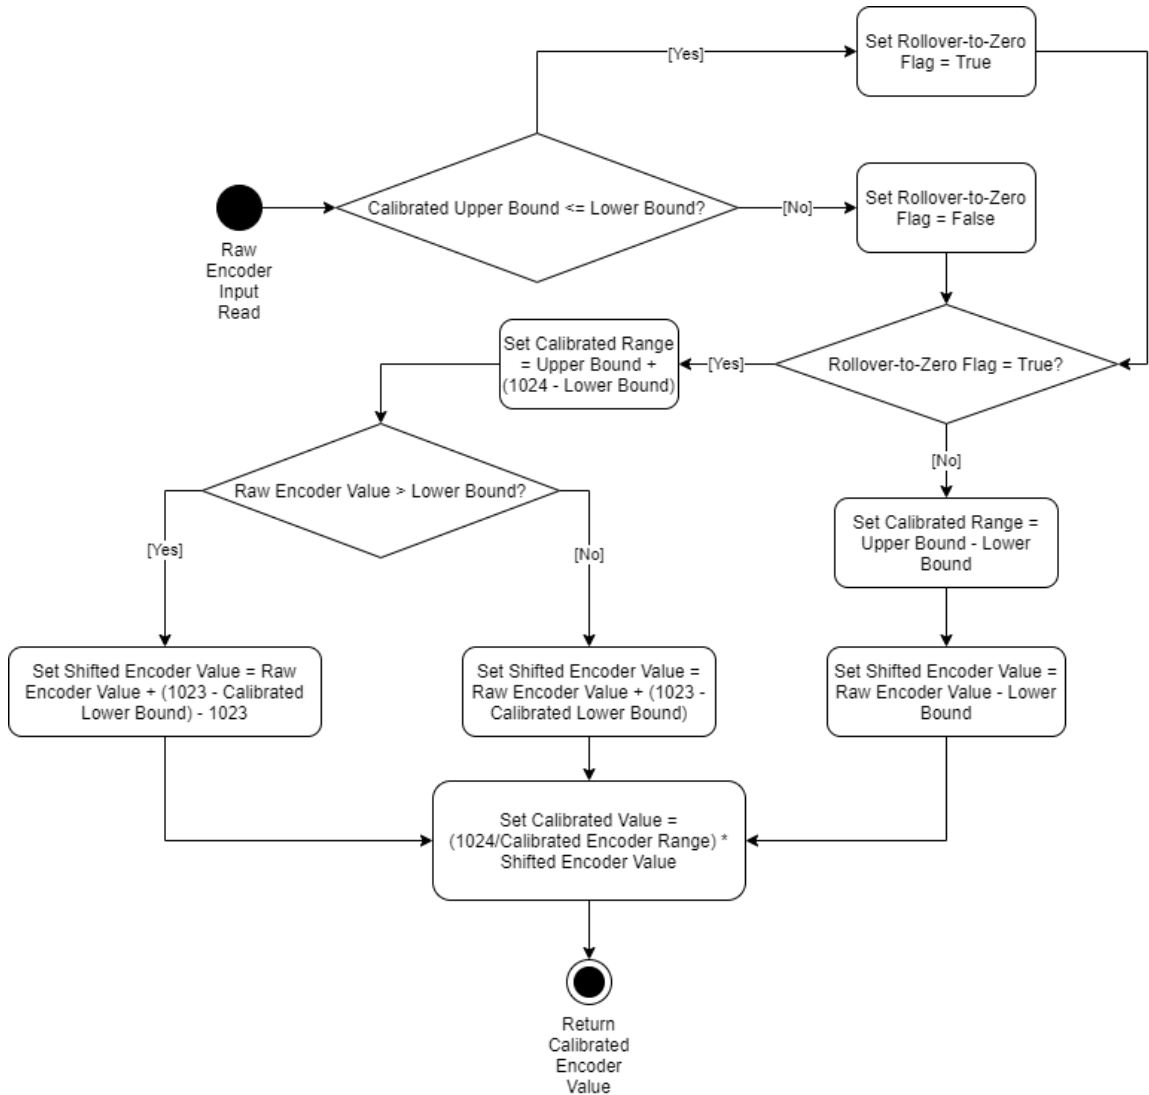 Set Rollover-to-Zero
Flag = True
[Yes]
Calibrated Upper Bound <= Lower Bound?
[No]
Set Rollover-to-Zero
Flag = False
Raw
Encoder
Input
Read
Set Calibrated Range
= Upper Bound +
(1024 - Lower Bound)
[Yes]
Rollover-to-Zero Flag = True?
[No]
Raw Encoder Value > Lower Bound?
[Yes]
[No]
Set Calibrated Range =
Upper Bound - Lower
Bound
Set Shifted Encoder Value = Raw
Encoder Value + (1023 - Calibrated
Lower Bound) - 1023
Set Shifted Encoder Value =
Raw Encoder Value + (1023 -
Calibrated Lower Bound)
Set Shifted Encoder Value =
Raw Encoder Value - Lower
Bound
Set Calibrated Value =
(1024/Calibrated Encoder Range) *
Shifted Encoder Value
Return
Calibrated
Encoder
Value